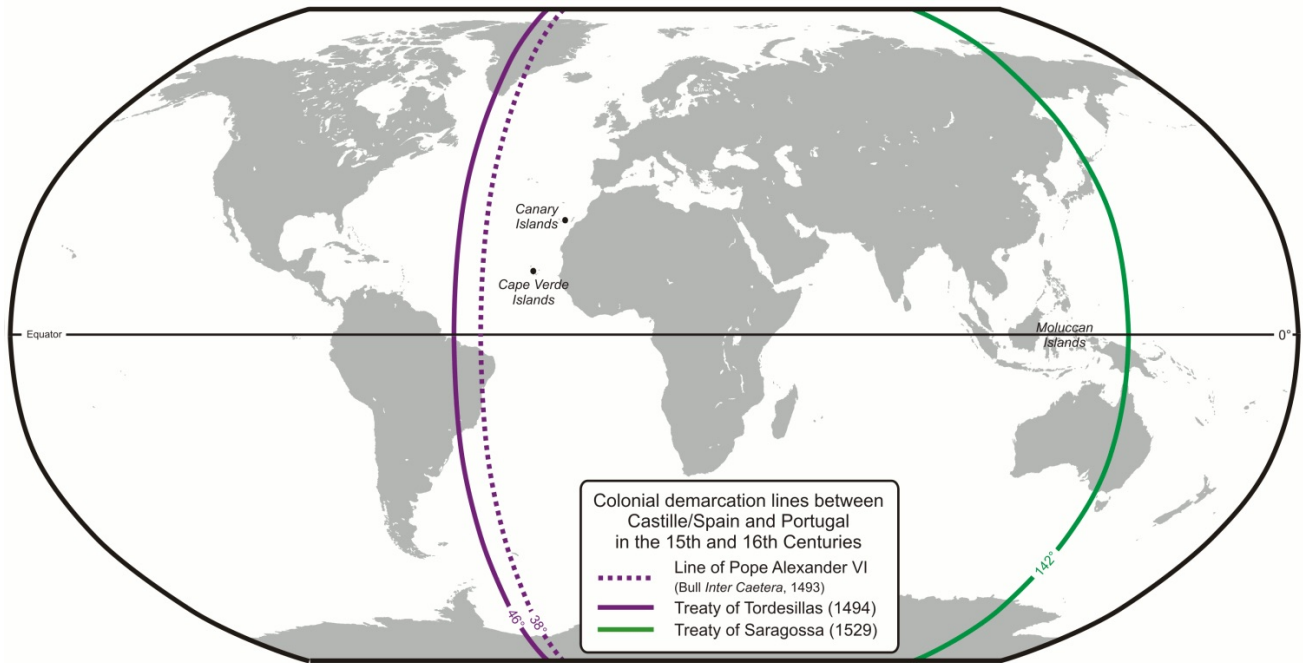 Canary
Islands
Cape Verde
Islands
Equator
Moluccan
Islands
0°
Colonial demarcation lines between
Castille/Spain and Portugal
in the 15th and 16th Centuries
Line of Pope Alexander VI
(Bull Inter Caetera, 1493)
Treaty of Tordesillas (1494)
Treaty of Saragossa (1529)
46°
38°
142°